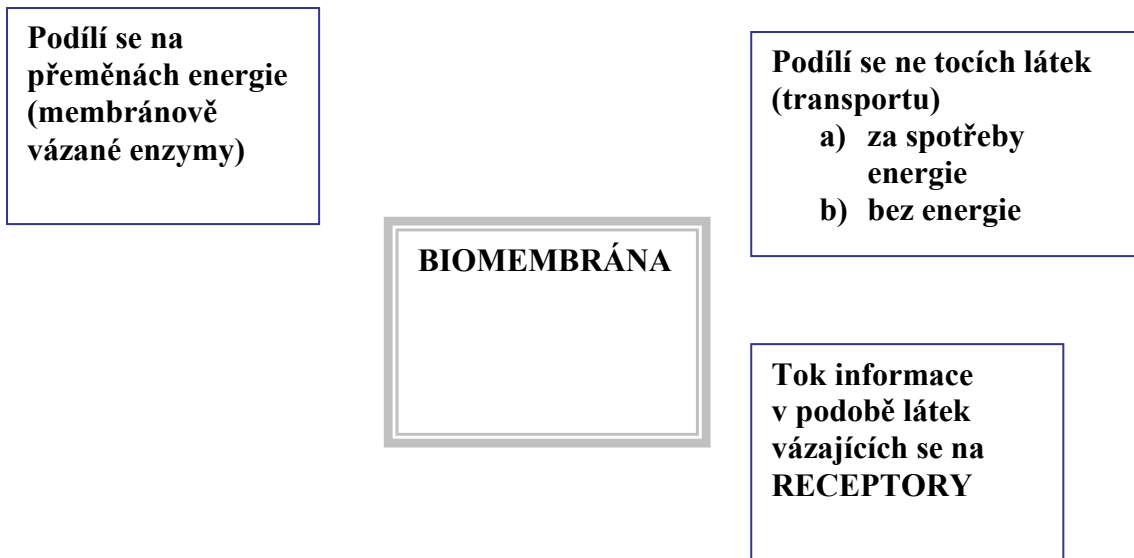 Podílí se na
přeměnách energie
(membránově
vázané enzymy)
Podílí se ne tocích látek
(transportu)
a) za spotřeby
energie
b) bez energie
BIOMEMBRÁNA
Tok informace
v podobě látek
vázajících se na
RECEPTORY